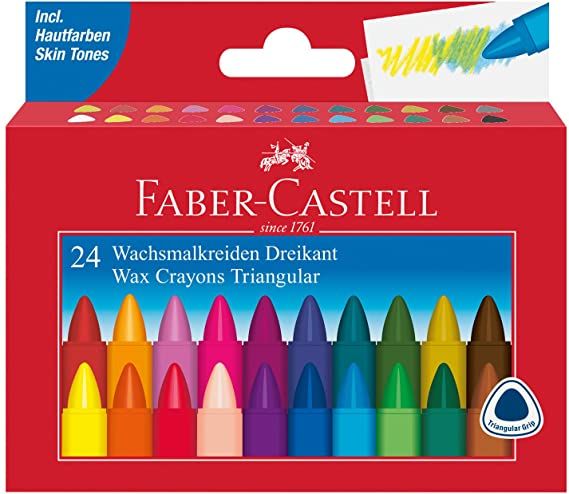 Incl.
Hautfarben
Skin Tones
FABER-CASTELL
since 1761
24 Wachsmalkreiden Dreikant
Wax Crayons Triangular
Triangular Grip